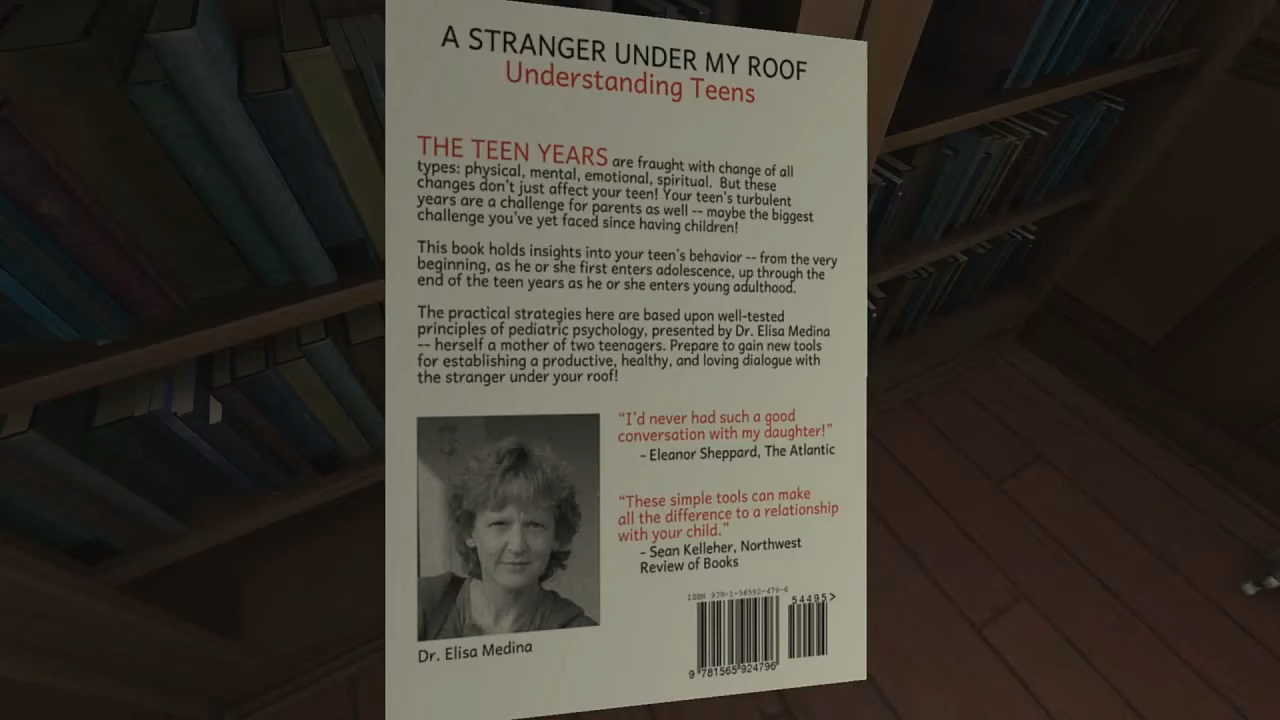 A STRANGER UNDER MY ROOF
Understanding Teens
THE TEEN YEARS are fraught with change of all
types: physical, mental, emotional, spiritual. But these
changes don't just affect your teen! Your teen's turbulent
years are a challenge for parents as well -- maybe the biggest
challenge you've yet faced since having children!
This book holds insights into your teen's behavior -- from the very
beginning, as he or she first enters adolescence, up through the
end of the teen years as he or she enters young adulthood.
The practical strategies here are based upon well-tested
principles of pediatric psychology, presented by Dr. Elisa Medina
-- herself a mother of two teenagers. Prepare to gain new tools
for establishing a productive, healthy, and loving dialogue with
the stranger under your roof!
"I'd never had such a good
conversation with my daughter!"
- Eleanor Sheppard, The Atlantic
"These simple tools can make
all the difference to a relationship
with your child."
- Sean Kelleher, Northwest
Review of Books
Dr. Elisa Medina
ISBN 978-1-56592-479-6
54495>
9 781565 924796